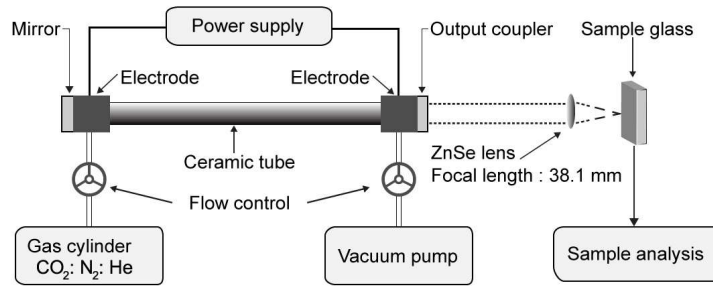 Mirror
Power supply
Output coupler
Sample glass
Electrode
Electrode
Ceramic tube
ZnSe lens
Focal length : 38.1 mm
Flow control
Gas cylinder
CO₂: N₂: He
Vacuum pump
Sample analysis